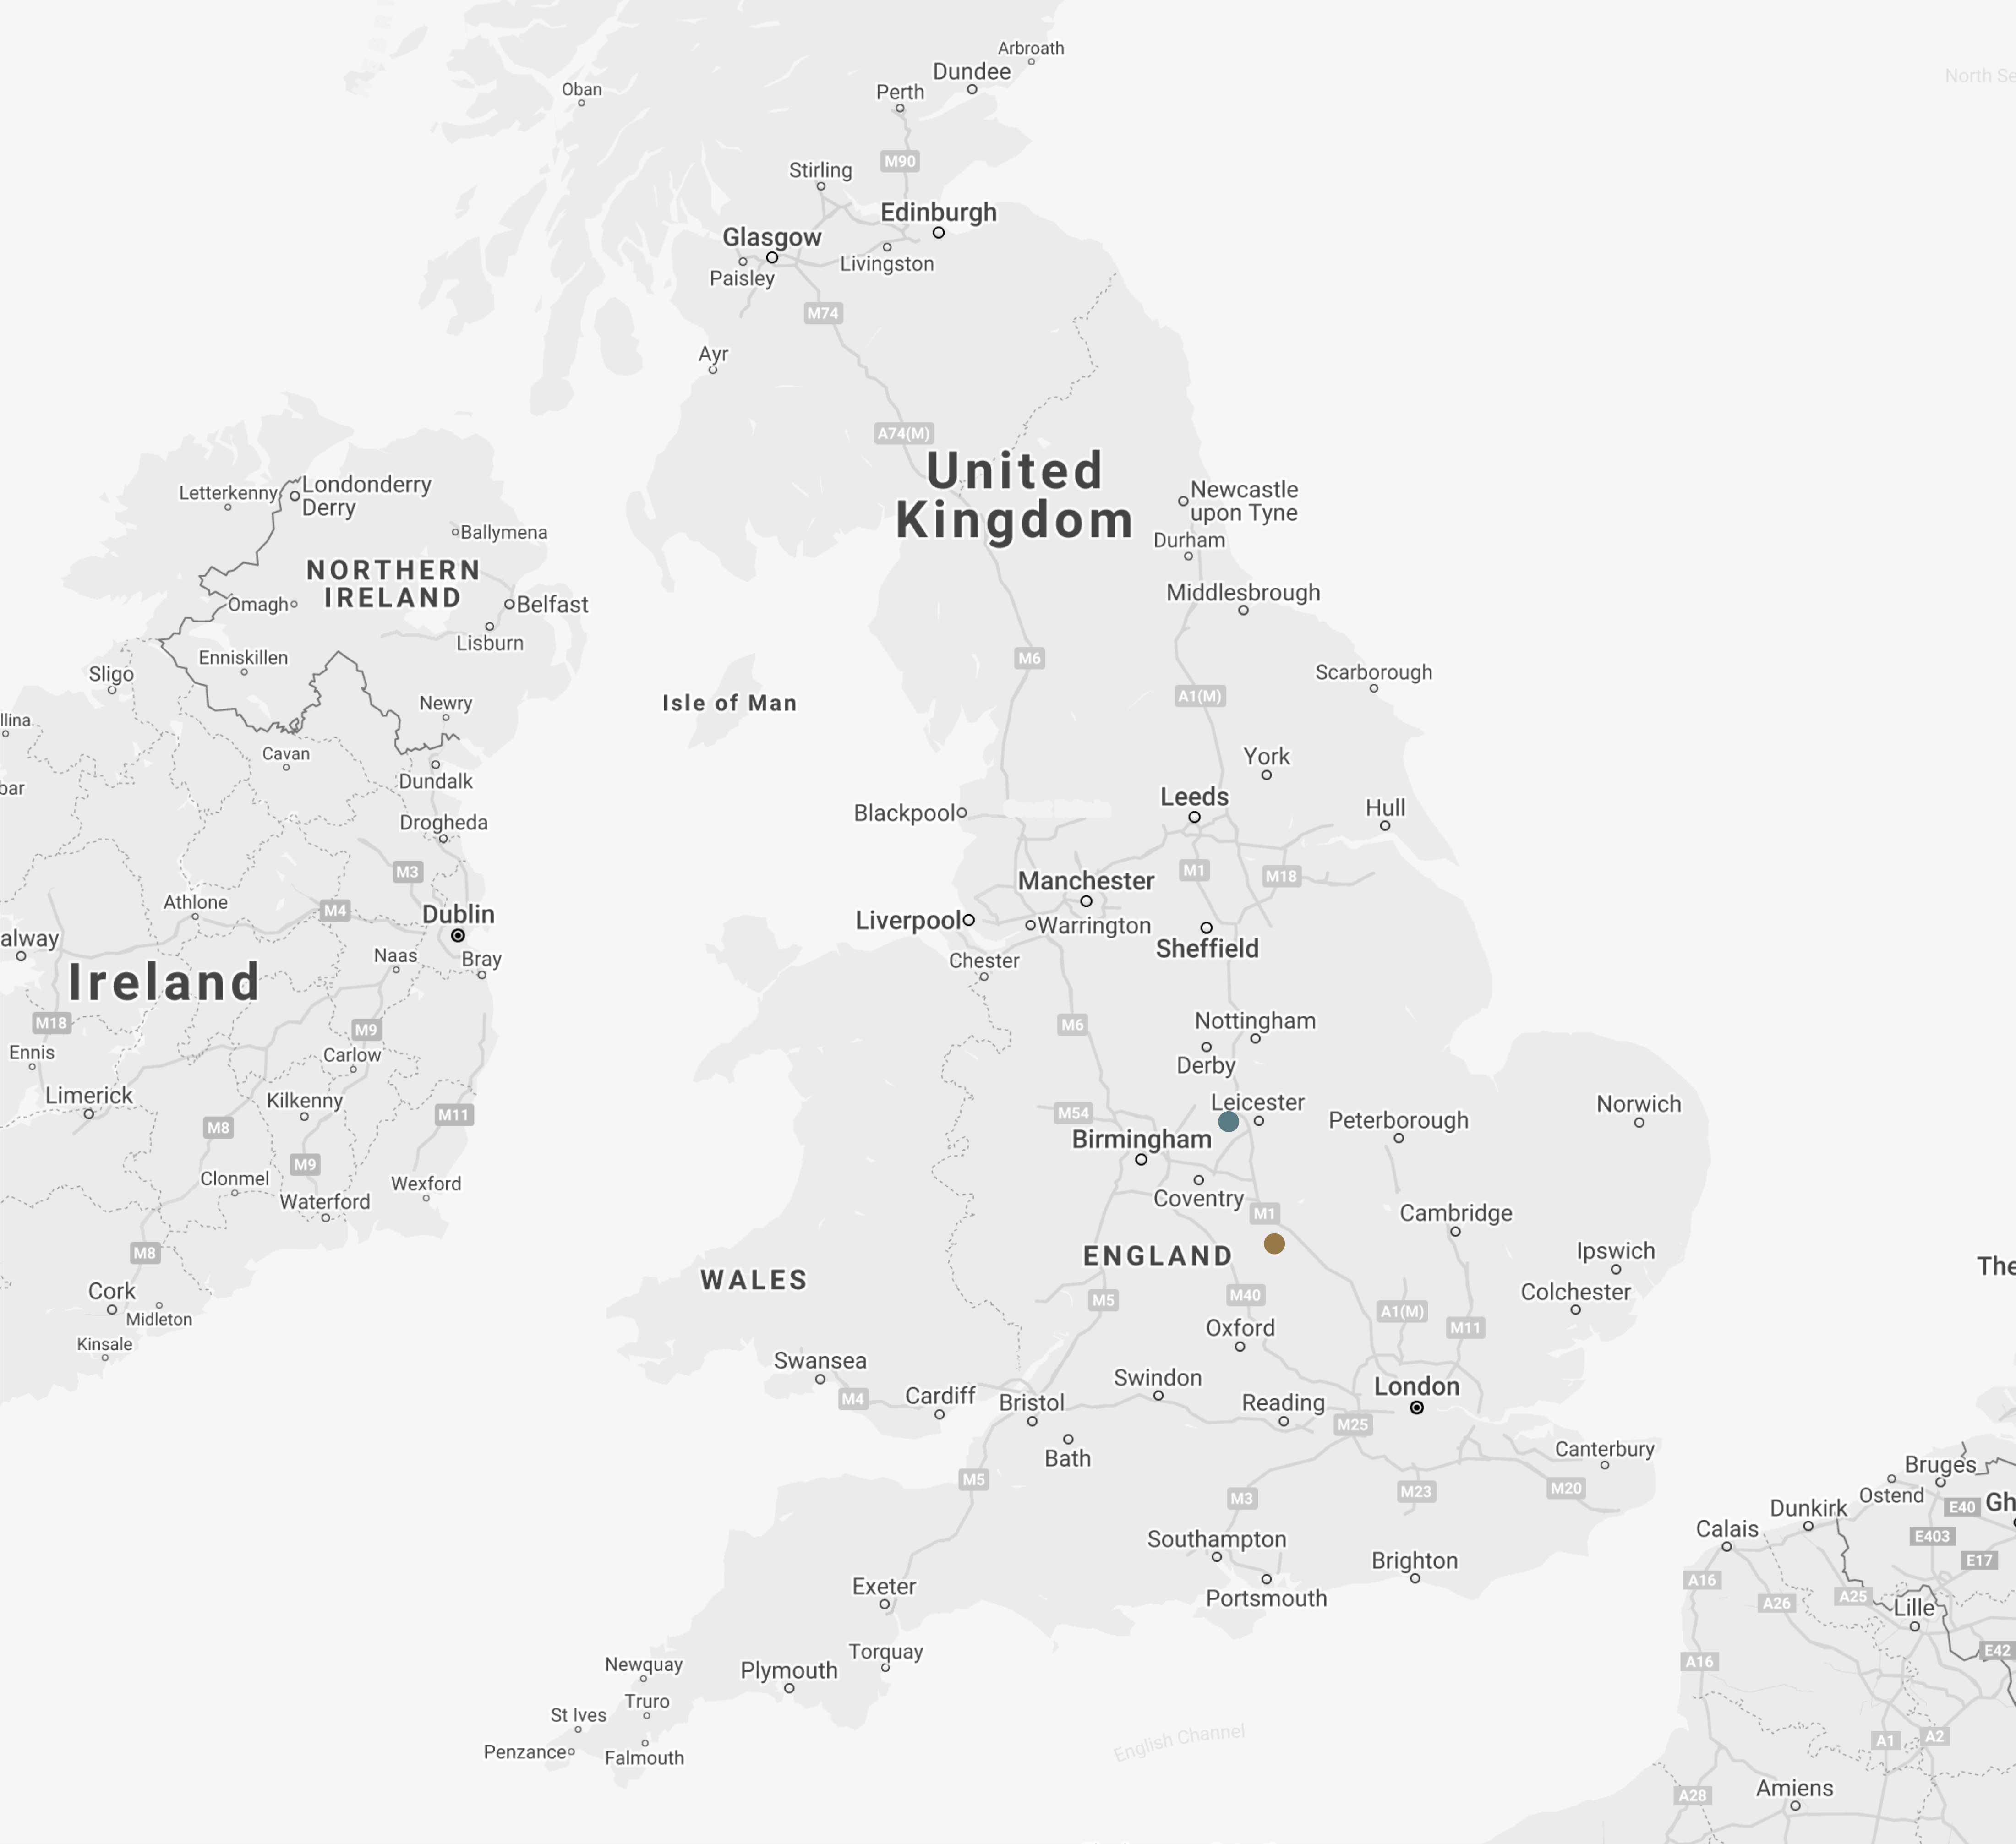 Arbroath
Dundee
North Se
Oban
Perth
M90
Stirling
Edinburgh
Glasgow
Livingston
Paisley
M74
Ayr
A74(M)
United
Kingdom
Londonderry
Derry
Letterkenny
Newcastle
upon Tyne
Ballymena
Durham
NORTHERN
IRELAND
Middlesbrough
Omagh
Belfast
Lisburn
Enniskillen
M6
Sligo
Scarborough
A1(M)
Isle of Man
Newry
llina
Cavan
York
Dundalk
bar
Leeds
Hull
Blackpool
Drogheda
M3
M1
M18
Manchester
Athlone
M4
Dublin
Liverpool
Warrington
alway
Sheffield
Naas
Bray
Chester
Ireland
M18
M9
M6
Nottingham
Ennis
Carlow
Derby
Limerick
Kilkenny
M11
M8
M54
Leicester
Peterborough
Norwich
Birmingham
M9
Clonmel
Wexford
Coventry
Waterford
M1
Cambridge
M8
ENGLAND
Ipswich
The
WALES
Cork
Midleton
M5
M40
Colchester
A1(M)
M11
Kinsale
Oxford
Swansea
Swindon
London
M4
Cardiff
Bristol
Reading
M25
Bath
Canterbury
M5
M3
M23
M20
Bruges
Ostend
E40
Gh
Dunkirk
Calais
E403
Southampton
Brighton
E17
Exeter
Portsmouth
A16
A26
A25
Lille
Torquay
E42
Newquay
Plymouth
A16
Truro
St Ives
English Channel
A1
A2
Penzance
Falmouth
Amiens
A28